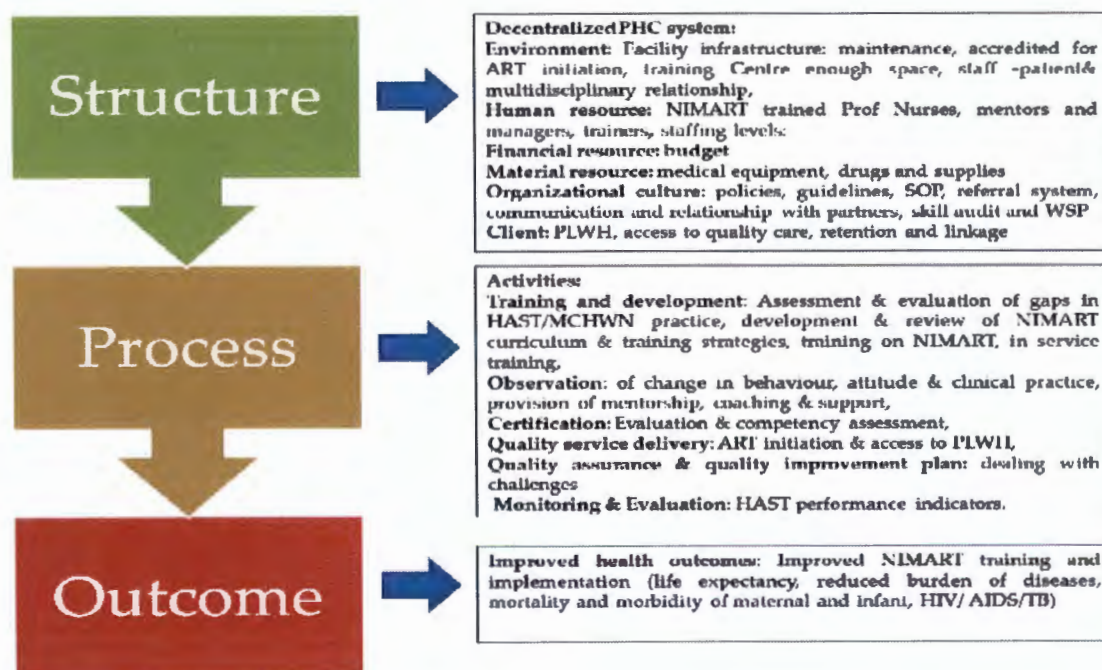 Structure
Decentralized PHC system:
Environment: Facility infrastructure: maintenance, accredited for
ART initiation, training Centre enough space, staff -patient&
multidisciplinary relationship,
Human resource: NIMART trained Prof Nurses, mentors and
managers, trainers, staffing levels:
Financial resource: budget
Material resource: medical equipment, drugs and supplies
Organizational culture: policies, guidelines, SOP, referral system,
communication and relationship with partners, skill audit and WSP
Client: PLWH, access to quality care, retention and linkage
Process
Activities:
Training and development: Assessment & evaluation of gaps in
HAST/MCHWN practice, development & review of NIMART
curriculum & training strategies, training on NIMART, in service
training,
Observation: of change in behaviour, attitude & clinical practice,
provision of mentorship, coaching & support,
Certification: Evaluation & competency assessment,
Quality service delivery: ART initiation & access to PLWH,
Quality assurance & quality improvement plan: dealing with
challenges
Monitoring & Evaluation: HAST performance indicators.
Outcome
Improved health outcomes: Improved NIMART training and
implementation (life expectancy, reduced burden of diseases,
mortality and morbidity of maternal and infant, HIV/ AIDS/TB)